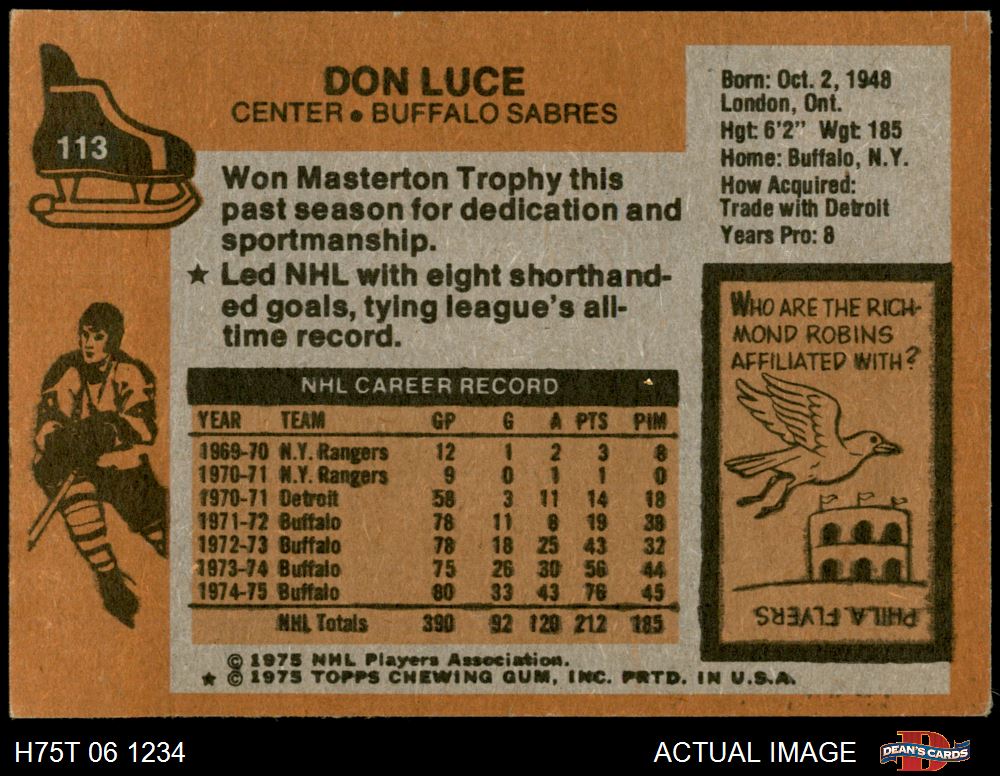 113
DON LUCE
CENTER • BUFFALO SABRES
Born: Oct. 2, 1948
London, Ont.
Hgt: 6'2" Wgt: 185
Home: Buffalo, N.Y.
How Acquired:
Trade with Detroit
Years Pro: 8
Won Masterton Trophy this
past season for dedication and
sportmanship.
★ Led NHL with eight shorthand-
ed goals, tying league's all-
time record.
NHL CAREER RECORD
YEAR TEAM GP G A PTS PIM
1969-70 N.Y. Rangers 12 1 2 3 8
1970-71 N.Y. Rangers 9 0 1 1 0
1970-71 Detroit 58 3 11 14 18
1971-72 Buffalo 78 11 8 19 38
1972-73 Buffalo 78 18 25 43 32
1973-74 Buffalo 75 26 30 56 44
1974-75 Buffalo 80 33 43 76 45
NHL Totals 390 92 120 212 185
WHO ARE THE RICH-
MOND ROBINS
AFFILIATED WITH?
PHILA. FLYERS
© 1975 NHL Players Association.
★ © 1975 TOPPS CHEWING GUM, INC. PRTD. IN U.S.A.
H75T 06 1234
ACTUAL IMAGE
DEAN'S CARDS